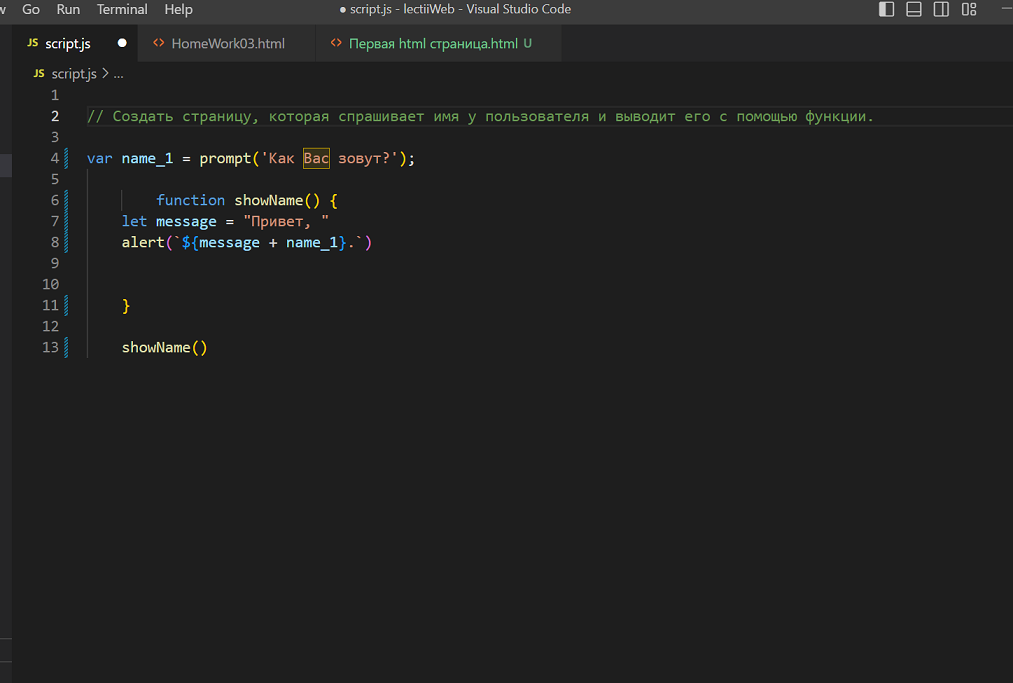 Go Run Terminal Help ● script.js - lectiiWeb - Visual Studio Code
JS script.js ● <> HomeWork03.html <> Первая html страница.html U
JS script.js > ...
1
2 // Создать страницу, которая спрашивает имя у пользователя и выводит его с помощью функции.
3
4 var name_1 = prompt('Как Вас зовут?');
5
6 function showName() {
7 let message = "Привет, "
8 alert(`${message + name_1}.`)
9
10
11 }
12
13 showName()